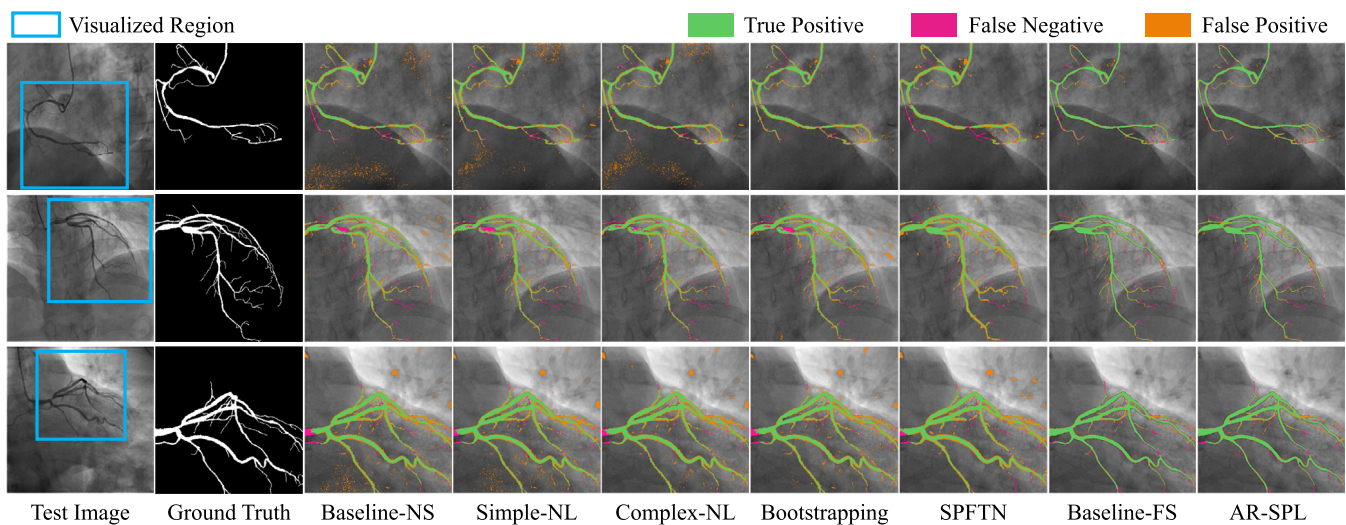 Visualized Region True Positive False Negative False Positive
Test Image Ground Truth Baseline-NS Simple-NL Complex-NL Bootstrapping SPFTN Baseline-FS AR-SPL